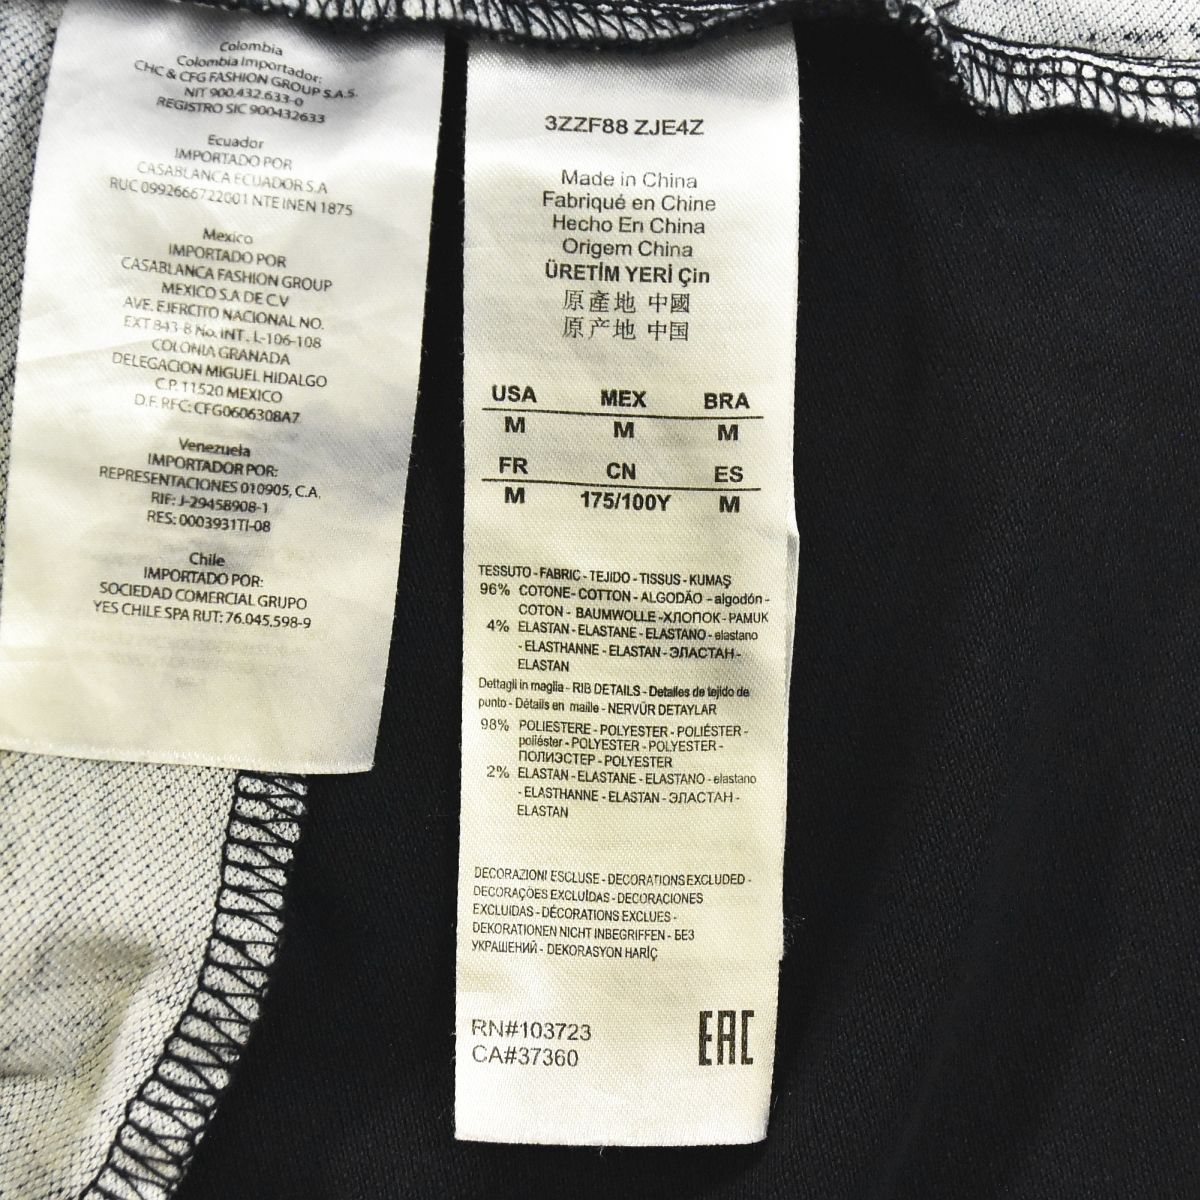 Colombia
Colombia Importador:
CHC & CFG FASHION GROUP S.A.S.
NIT 900.432.633-0
REGISTRO SIC 900432633
Ecuador
IMPORTADO POR
CASABLANCA ECUADOR S.A
RUC 0992666722001 NTE INEN 1875
Mexico
IMPORTADO POR
CASABLANCA FASHION GROUP
MEXICO S.A DE C.V
AVE. EJERCITO NACIONAL NO.
EXT 843-B No. INT. L-106-108
COLONIA GRANADA
DELEGACION MIGUEL HIDALGO
C.P. 11520 MEXICO
D.F. RFC: CFG0606308A7
Venezuela
IMPORTADOR POR:
REPRESENTACIONES 010905, C.A.
RIF: J-29458908-1
RES: 0003931TI-08
Chile
IMPORTADO POR:
SOCIEDAD COMERCIAL GRUPO
YES CHILE SPA RUT: 76.045.598-9
3ZZF88 ZJE4Z
Made in China
Fabriqué en Chine
Hecho En China
Origem China
ÜRETİM YERİ Çin
原產地 中國
原产地 中国
USA MEX BRA
M M M
FR CN ES
M 175/100Y M
TESSUTO - FABRIC - TEJIDO - TISSUS - KUMAŞ
96% COTONE - COTTON - ALGODÃO - algodón -
COTON - BAUMWOLLE - ХЛОПОК - PAMUK
4% ELASTAN - ELASTANE - ELASTANO - elastano
- ELASTHANNE - ELASTAN - ЭЛАСТАН -
ELASTAN
Dettagli in maglia - RIB DETAILS - Detalles de tejido de
punto - Détails en maille - NERVÜR DETAYLAR
98% POLIESTERE - POLYESTER - POLIÉSTER -
poliéster - POLYESTER - POLYESTER -
ПОЛИЭСТЕР - POLYESTER
2% ELASTAN - ELASTANE - ELASTANO - elastano
- ELASTHANNE - ELASTAN - ЭЛАСТАН -
ELASTAN
DECORAZIONI ESCLUSE - DECORATIONS EXCLUDED -
DECORAÇÕES EXCLUÍDAS - DECORACIONES
EXCLUIDAS - DÉCORATIONS EXCLUES -
DEKORATIONEN NICHT INBEGRIFFEN - БЕЗ
УКРАШЕНИЙ - DEKORASYON HARİÇ
RN#103723
CA#37360
EAC